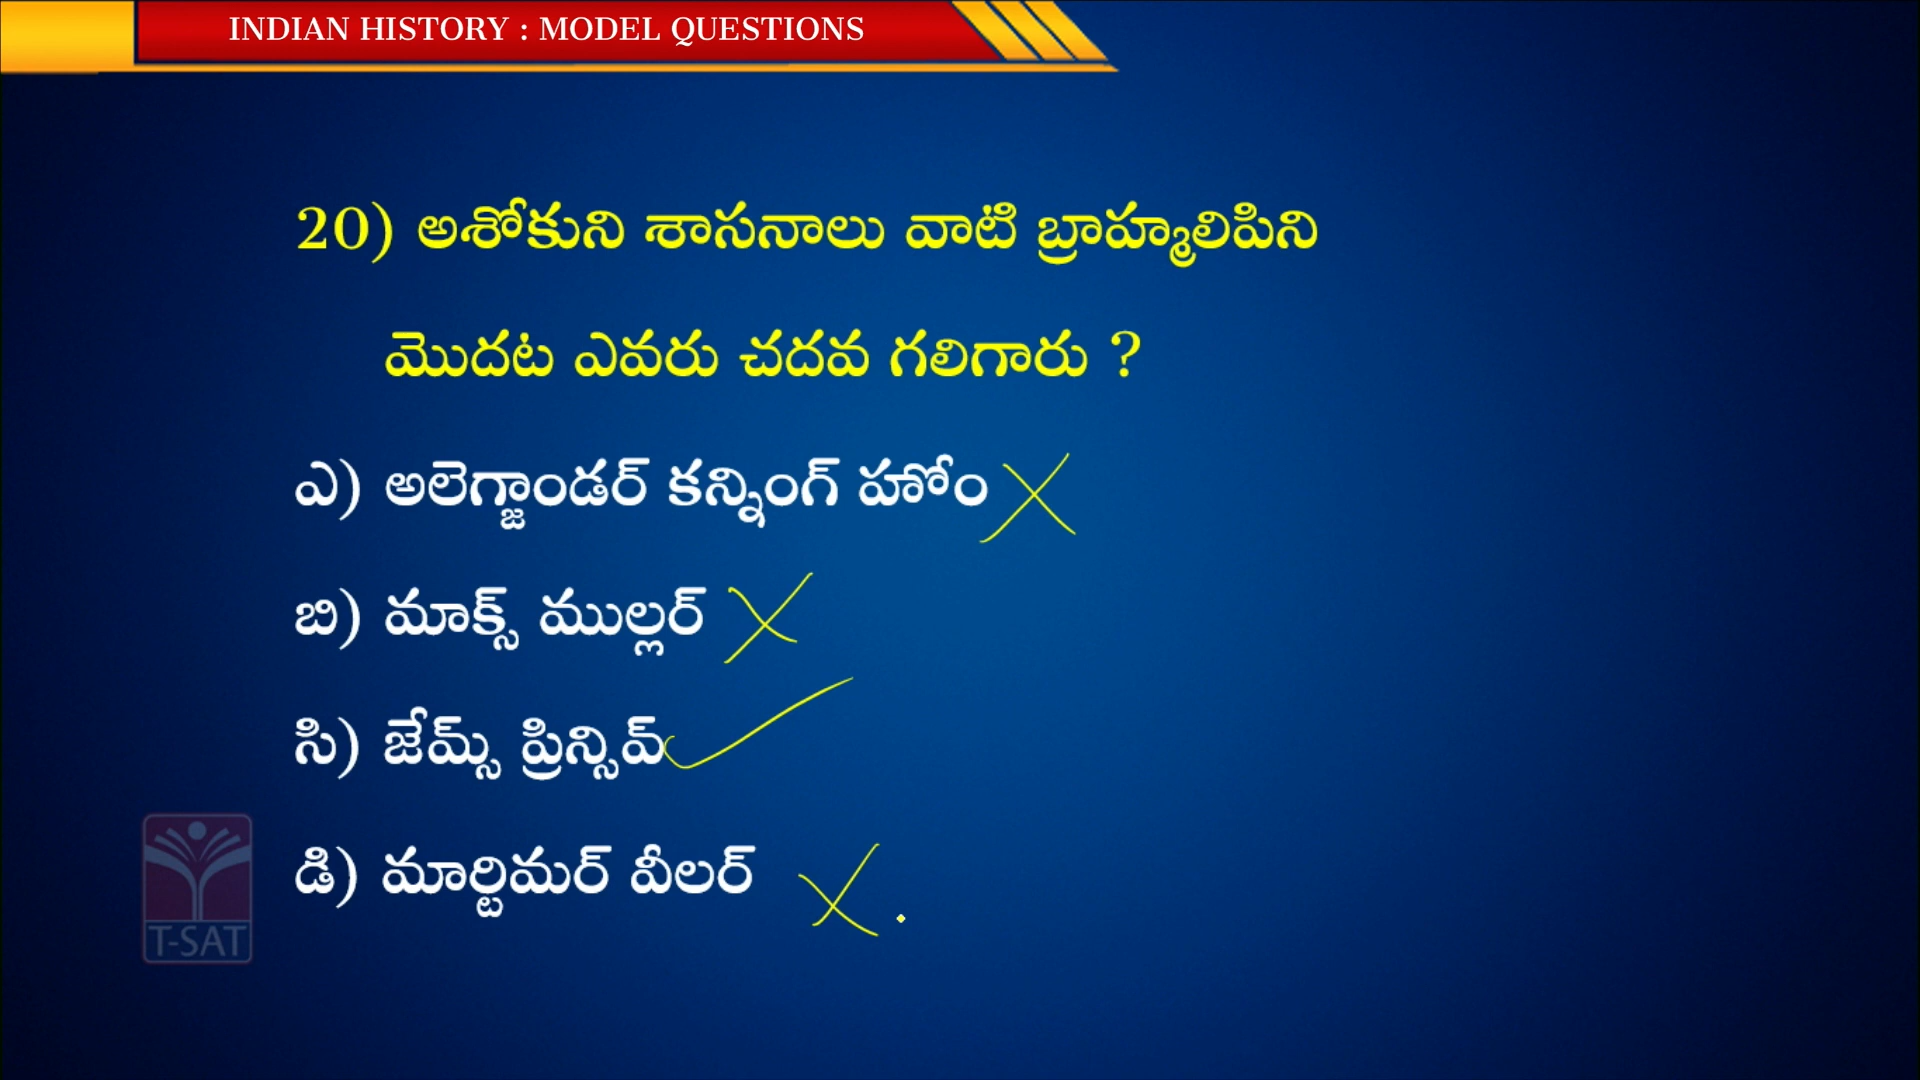 INDIAN HISTORY : MODEL QUESTIONS
20) అశోకుని శాసనాలు వాటి బ్రాహ్మలిపిని
మొదట ఎవరు చదవ గలిగారు ?
ఎ) అలెగ్జాండర్ కన్నింగ్ హోం
బి) మాక్స్ ముల్లర్
సి) జేమ్స్ ప్రిన్సివ్
డి) మార్టిమర్ వీలర్
T-SAT